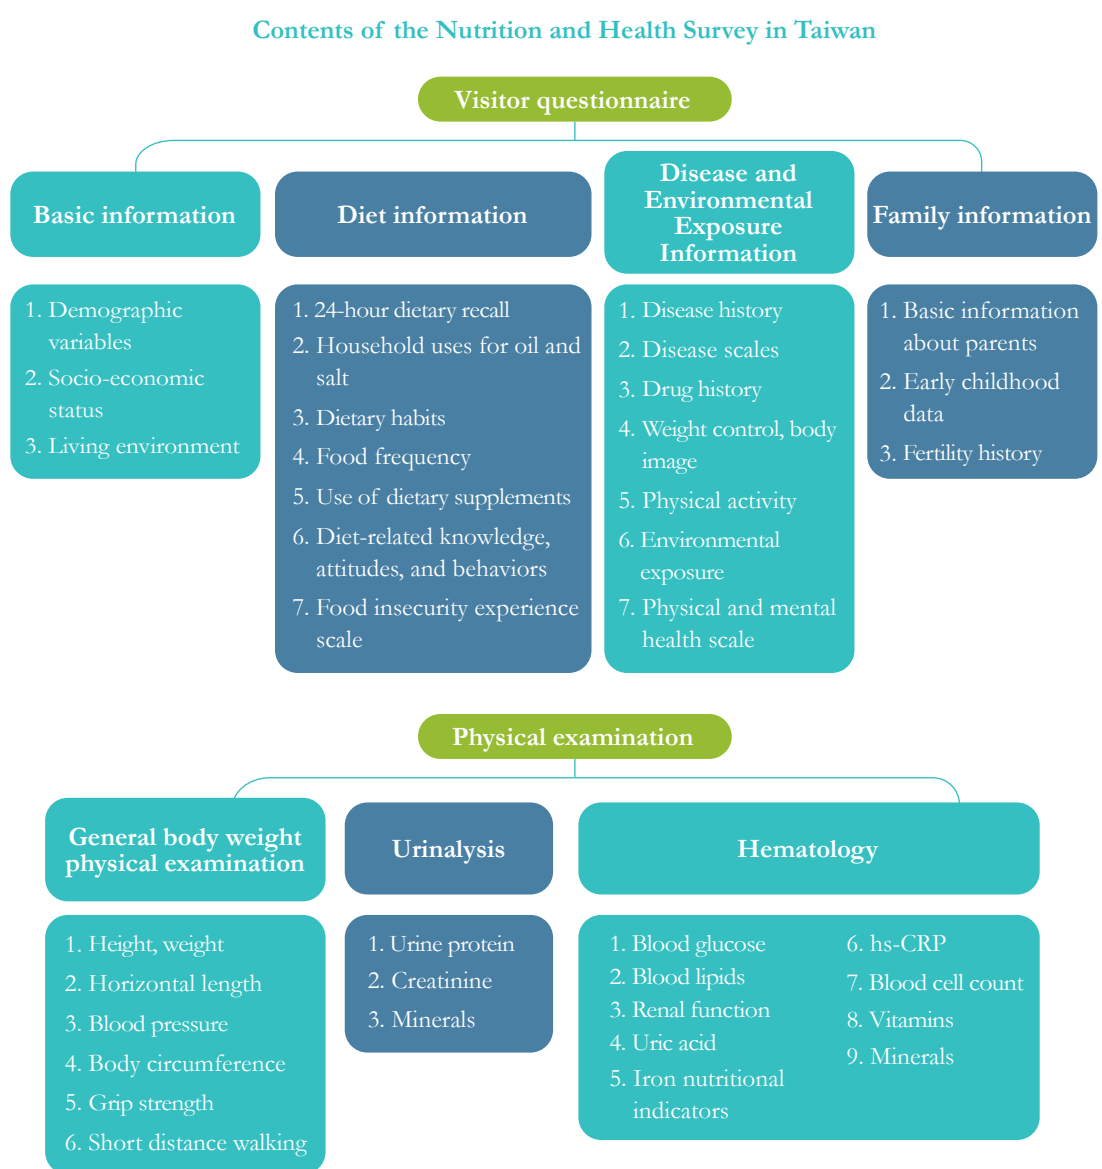 Contents of the Nutrition and Health Survey in Taiwan
Visitor questionnaire
Basic information
1. Demographic
variables
2. Socio-economic
status
3. Living environment
Diet information
1. 24-hour dietary recall
2. Household uses for oil and
salt
3. Dietary habits
4. Food frequency
5. Use of dietary supplements
6. Diet-related knowledge,
attitudes, and behaviors
7. Food insecurity experience
scale
Disease and
Environmental
Exposure
Information
1. Disease history
2. Disease scales
3. Drug history
4. Weight control, body
image
5. Physical activity
6. Environmental
exposure
7. Physical and mental
health scale
Family information
1. Basic information
about parents
2. Early childhood
data
3. Fertility history
Physical examination
General body weight
physical examination
1. Height, weight
2. Horizontal length
3. Blood pressure
4. Body circumference
5. Grip strength
6. Short distance walking
Urinalysis
1. Urine protein
2. Creatinine
3. Minerals
Hematology
1. Blood glucose
2. Blood lipids
3. Renal function
4. Uric acid
5. Iron nutritional
indicators
6. hs-CRP
7. Blood cell count
8. Vitamins
9. Minerals